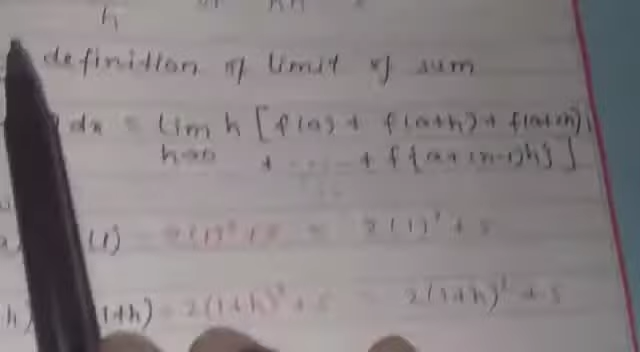 h
definition of limit of sum
dx = lim h [ f(a) + f(a+h) + f(a+2h)
h→0 + ...... + f{a+(n-1)h} ]
(1) = 2(1)² + 5 = 2(1)² + 5
h) (1+h) = 2(1+h)² + 5 = 2(1+h)² + 5